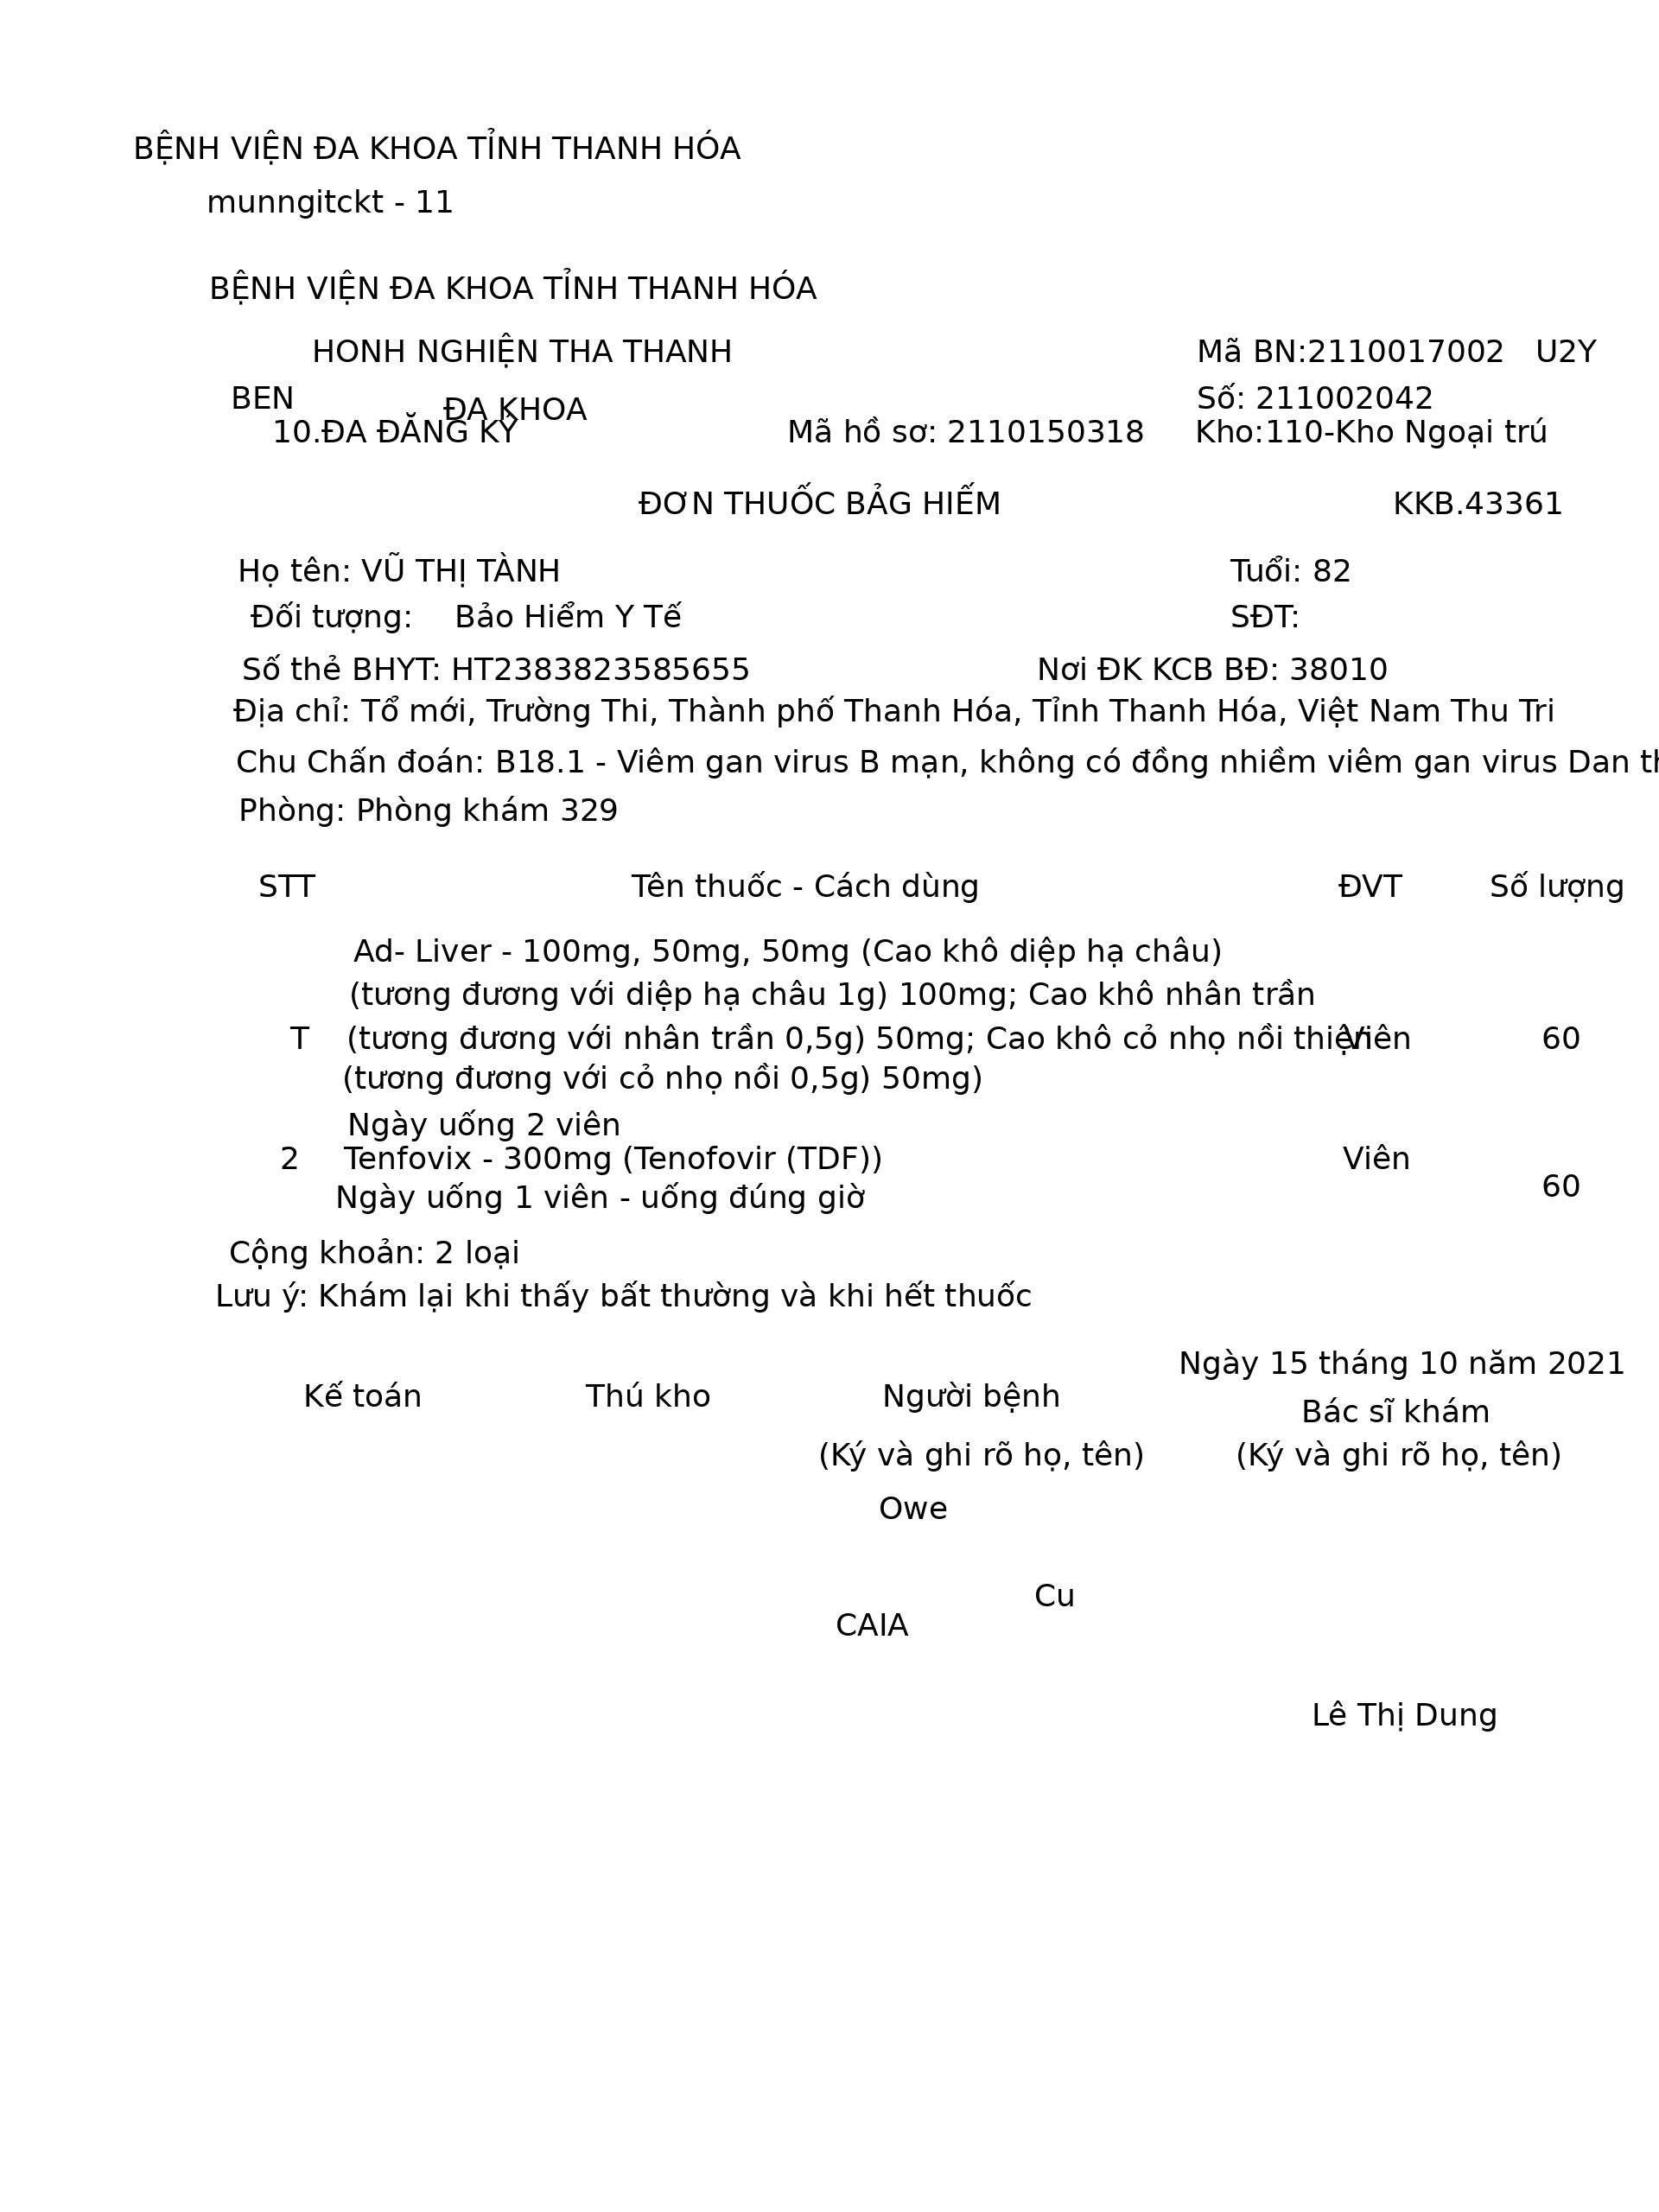 BỆNH VIỆN ĐA KHOA TỈNH THANH HÓA
munngitckt - 11
BỆNH VIỆN ĐA KHOA TỈNH THANH HÓA
HONH NGHIỆN THA THANH Mã BN:2110017002 U2Y
BEN ĐA KHOA Số: 211002042
10.ĐA ĐĂNG KÝ Mã hồ sơ: 2110150318 Kho:110-Kho Ngoại trú
ĐƠN THUỐC BẢG HIẾM KKB.43361
Họ tên: VŨ THỊ TÀNH Tuổi: 82
Đối tượng: Bảo Hiểm Y Tế SĐT:
Số thẻ BHYT: HT2383823585655 Nơi ĐK KCB BĐ: 38010
Địa chỉ: Tổ mới, Trường Thi, Thành phố Thanh Hóa, Tỉnh Thanh Hóa, Việt Nam Thu Tri
Chu Chấn đoán: B18.1 - Viêm gan virus B mạn, không có đồng nhiềm viêm gan virus Dan
Phòng: Phòng khám 329
STT Tên thuốc - Cách dùng ĐVT Số lượng
Ad- Liver - 100mg, 50mg, 50mg (Cao khô diệp hạ châu)
(tương đương với diệp hạ châu 1g) 100mg; Cao khô nhân trần
T (tương đương với nhân trần 0,5g) 50mg; Cao khô cỏ nhọ nồi thiện Viên 60
(tương đương với cỏ nhọ nồi 0,5g) 50mg)
Ngày uống 2 viên
2 Tenfovix - 300mg (Tenofovir (TDF)) Viên 60
Ngày uống 1 viên - uống đúng giờ
Cộng khoản: 2 loại
Lưu ý: Khám lại khi thấy bất thường và khi hết thuốc
Ngày 15 tháng 10 năm 2021
Kế toán Thú kho Người bệnh Bác sĩ khám
(Ký và ghi rõ họ, tên) (Ký và ghi rõ họ, tên)
Owe
Cu
CAIA
Lê Thị Dung